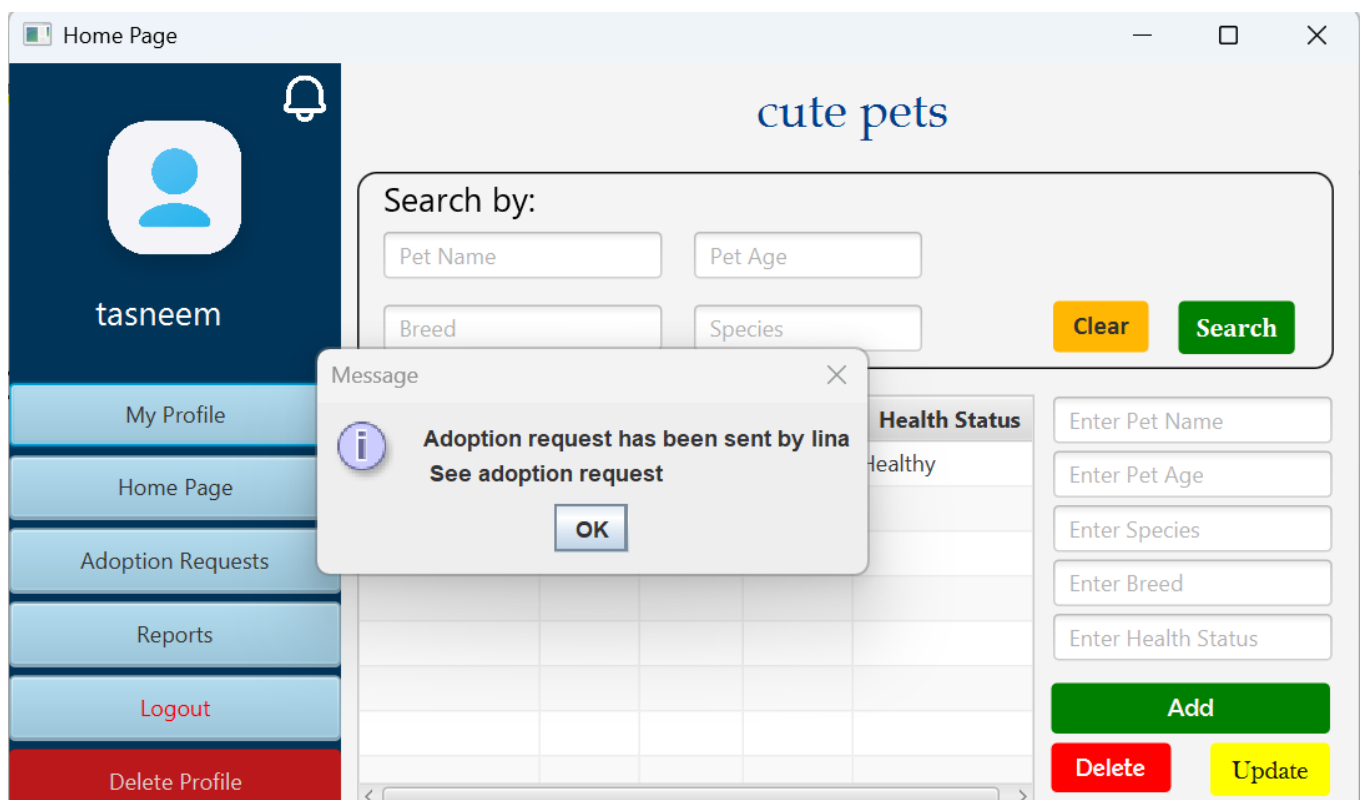 Home Page
cute pets
tasneem
Search by:
Pet Name
Pet Age
Breed
Species
Clear
Search
My Profile
Home Page
Adoption Requests
Reports
Logout
Delete Profile
Message
Adoption request has been sent by lina
See adoption request
OK
Health Status
Healthy
Enter Pet Name
Enter Pet Age
Enter Species
Enter Breed
Enter Health Status
Add
Delete
Update